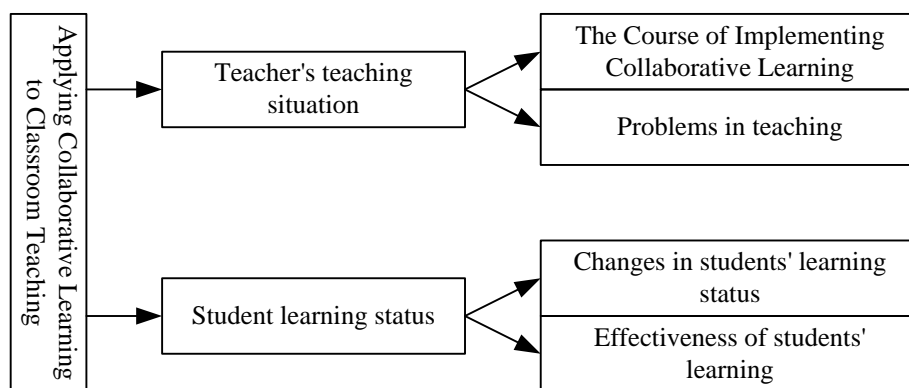 Applying Collaborative Learning
to Classroom Teaching
Teacher's teaching
situation
The Course of Implementing
Collaborative Learning
Problems in teaching
Student learning status
Changes in students' learning
status
Effectiveness of students'
learning